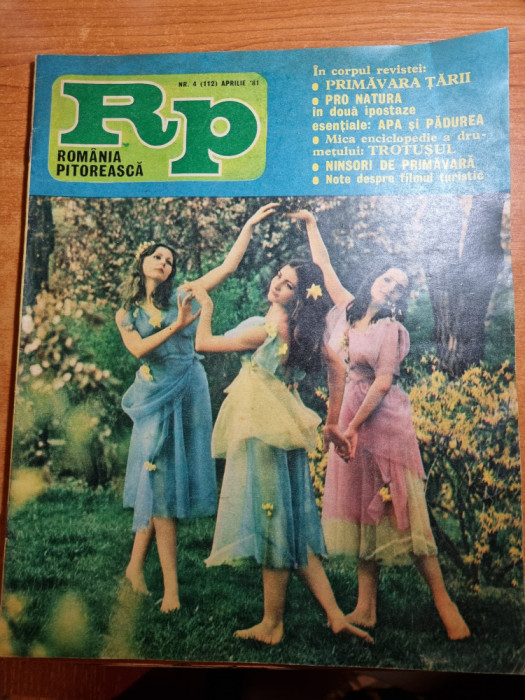 NR. 4 (112) APRILIE '81
Rp
ROMÂNIA
PITOREASCĂ
În corpul revistei:
● PRIMĂVARA ȚĂRII
● PRO NATURA
în două ipostaze
esențiale: APA și PĂDUREA
● Mica enciclopedie a dru-
mețului: TROTUȘUL
● NINSORI DE PRIMĂVARĂ
● Note despre filmul turistic